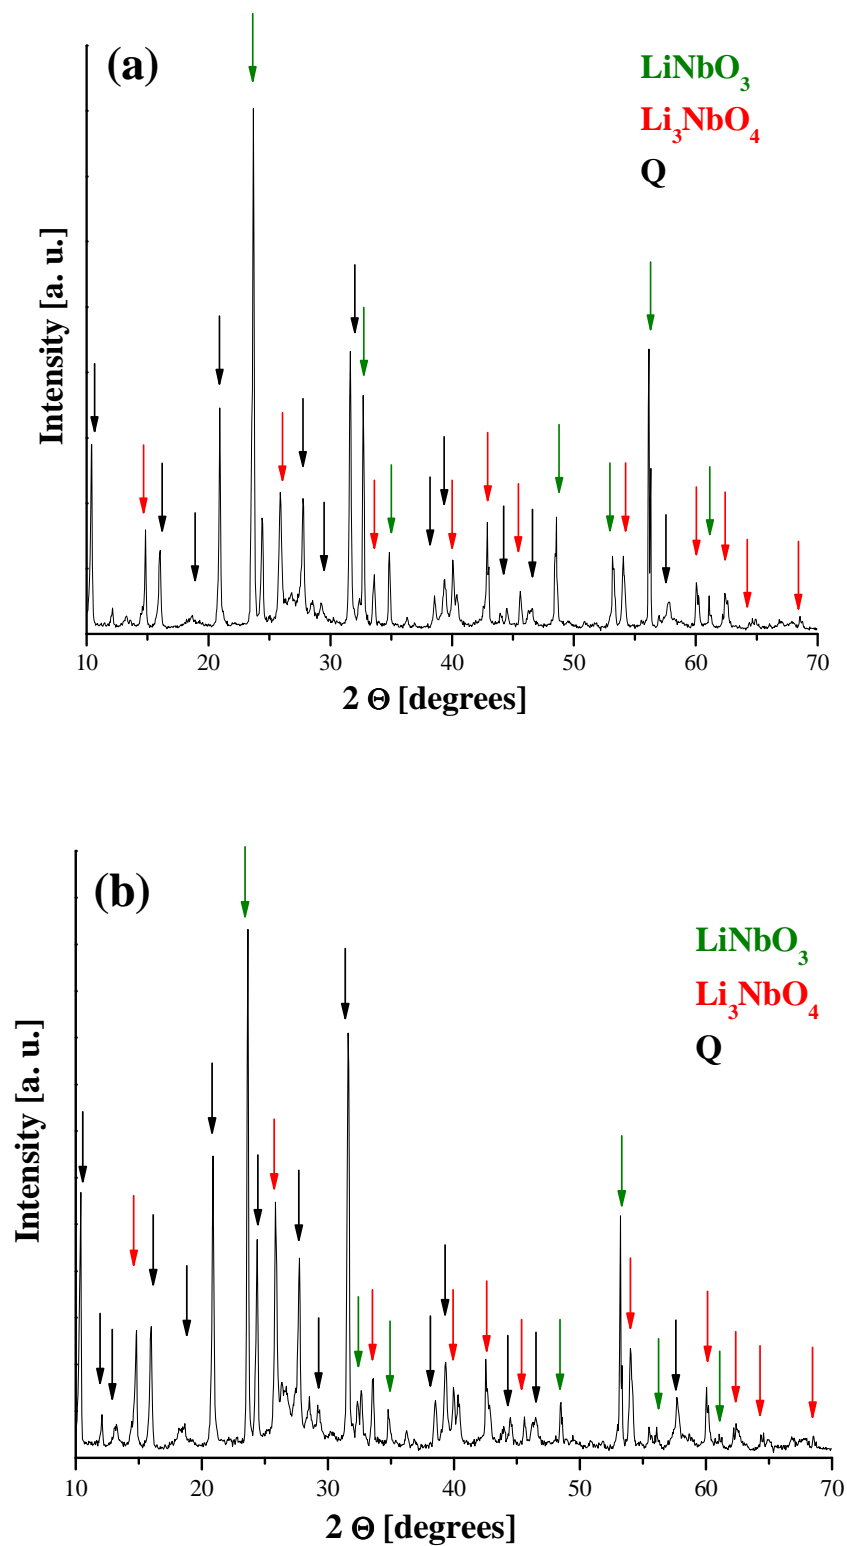 (a)
LiNbO₃
Li₃NbO₄
Q
Intensity [a. u.]
10 20 30 40 50 60 70
2 Θ [degrees]
(b)
LiNbO₃
Li₃NbO₄
Q
Intensity [a. u.]
10 20 30 40 50 60 70
2 Θ [degrees]